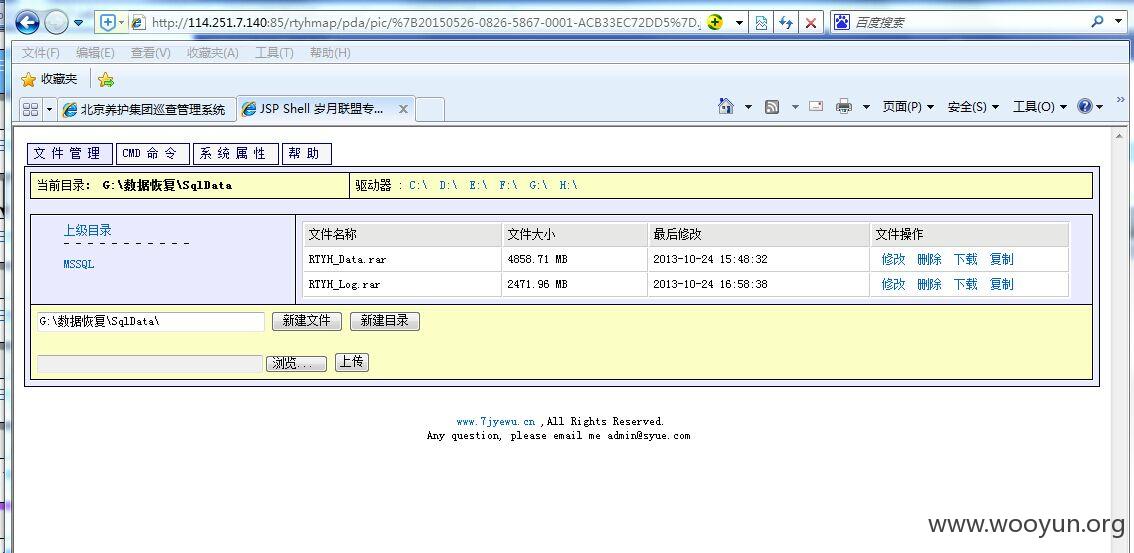 http://114.251.7.140:85/rtyhmap/pda/pic/%7B20150526-0826-5867-0001-ACB33EC72DD5%7D. 百度搜索
文件(F) 编辑(E) 查看(V) 收藏夹(A) 工具(T) 帮助(H)
收藏夹
北京养护集团巡查管理系统 JSP Shell 岁月联盟专... 页面(P) 安全(S) 工具(O)
文件管理 CMD命令 系统属性 帮助
当前目录: G:\数据恢复\SqlData 驱动器 : C:\ D:\ E:\ F:\ G:\ H:\
上级目录
- - - - - - - - - - -
MSSQL
文件名称 文件大小 最后修改 文件操作
RTYH_Data.rar 4858.71 MB 2013-10-24 15:48:32 修改 删除 下载 复制
RTYH_Log.rar 2471.96 MB 2013-10-24 16:58:38 修改 删除 下载 复制
G:\数据恢复\SqlData\ 新建文件 新建目录
浏览... 上传
www.7jyewu.cn ,All Rights Reserved.
Any question, please email me admin@syue.com
www.wooyun.org